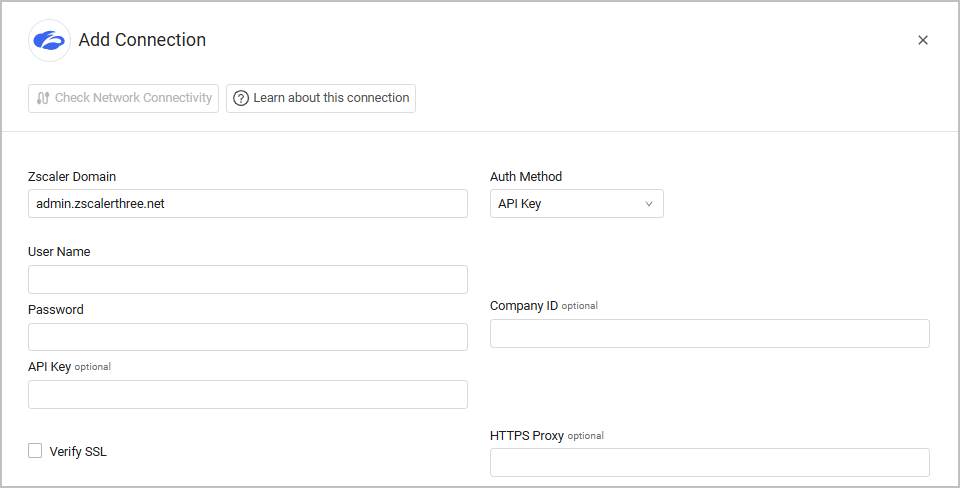 Add Connection
Check Network Connectivity
Learn about this connection
Zscaler Domain
admin.zscalerthree.net
Auth Method
API Key
User Name
Password
Company ID optional
API Key optional
Verify SSL
HTTPS Proxy optional